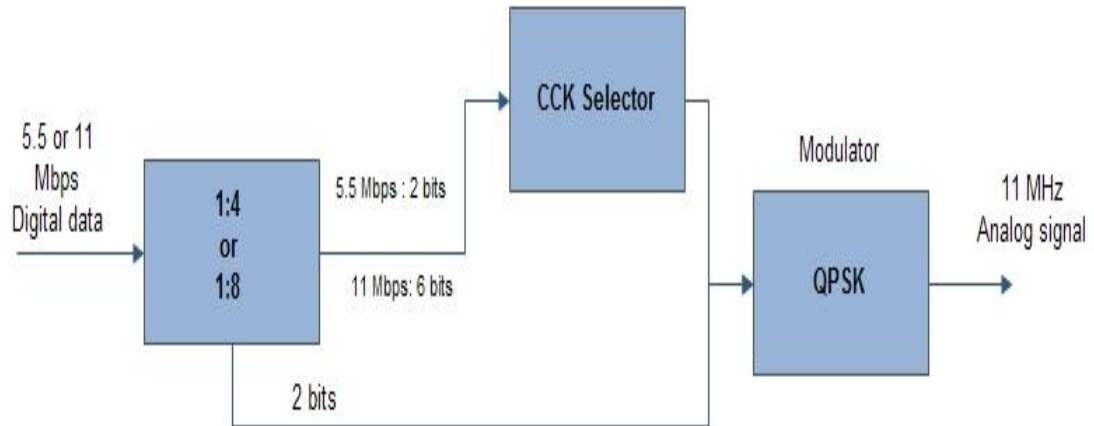 5.5 or 11
Mbps
Digital data
1:4
or
1:8
5.5 Mbps : 2 bits
11 Mbps: 6 bits
2 bits
CCK Selector
Modulator
QPSK
11 MHz
Analog signal